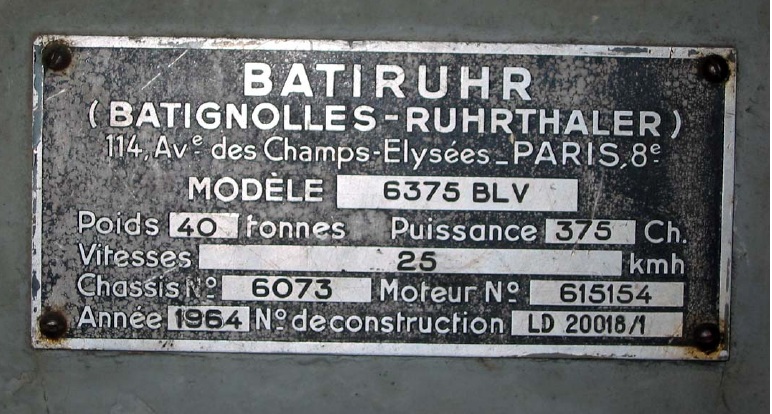 BATIRUHR
(BATIGNOLLES-RUHRTHALER)
114, Avᵉ des Champs-Elysées_PARIS, 8ᵉ
MODÈLE 6375 BLV
Poids 40 tonnes Puissance 375 Ch.
Vitesses 25 kmh
Chassis Nº 6073 Moteur Nº 615154
Année 1964 Nº de construction LD 20018/1